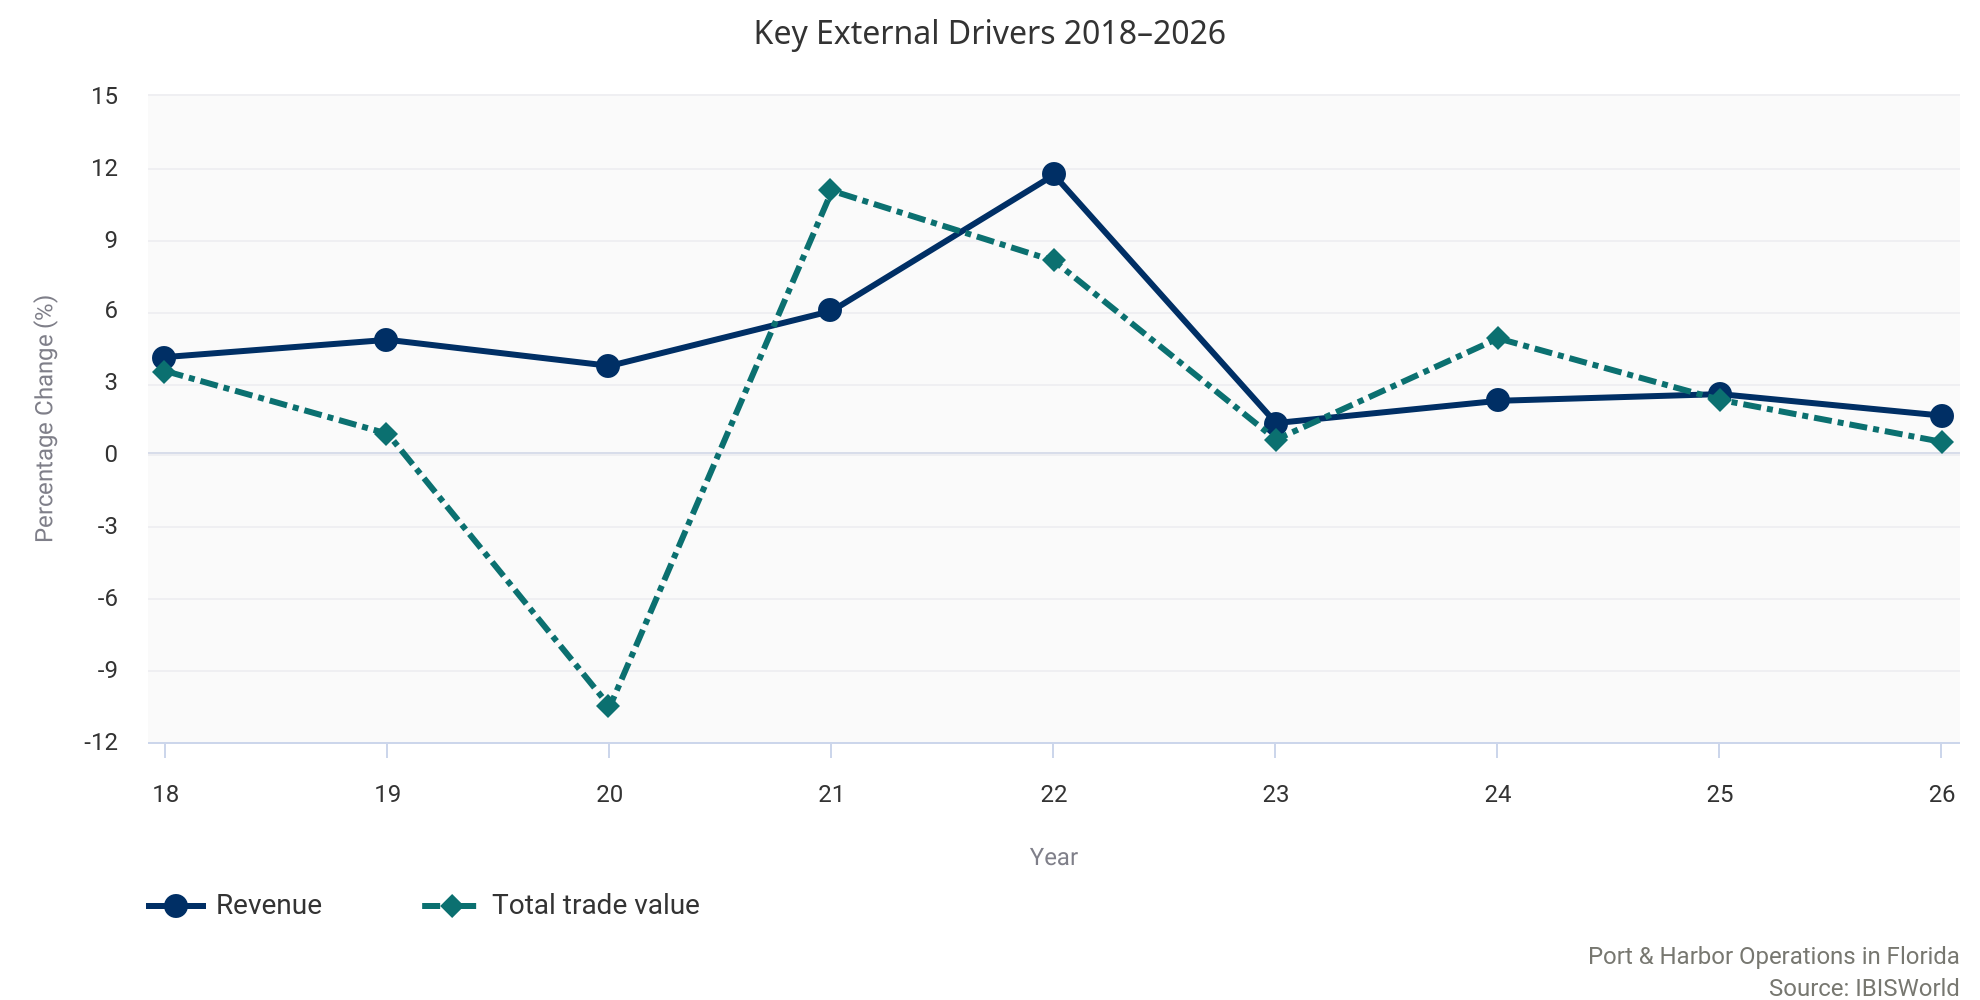 Key External Drivers 2018–2026
15
12
9
6
3
0
-3
-6
-9
-12
Percentage Change (%)
18 19 20 21 22 23 24 25 26
Year
Revenue Total trade value
Port & Harbor Operations in Florida
Source: IBISWorld